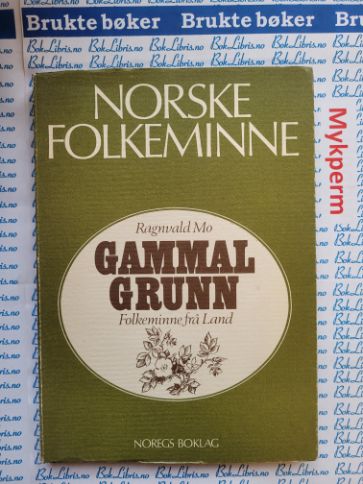 Brukte bøker Brukte bøker
NORSKE
FOLKEMINNE
Mykperm
Ragnvald Mo
GAMMAL
GRUNN
Folkeminne frå Land
NOREGS BOKLAG
BokLibris.no